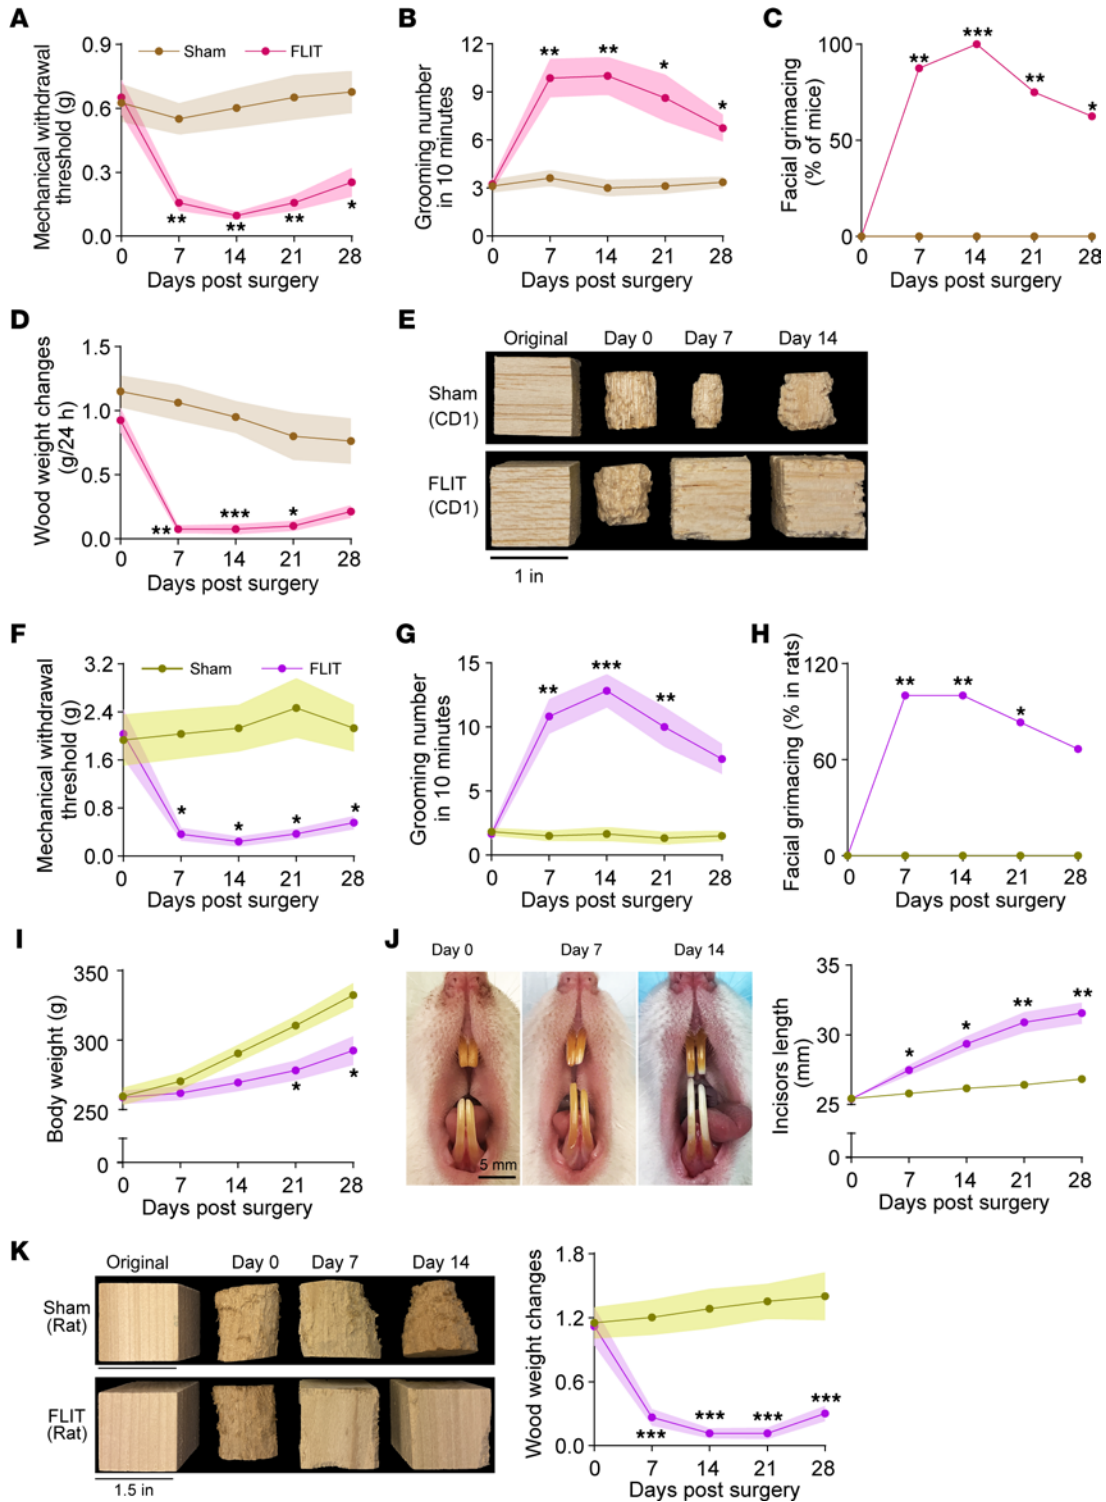 A
Mechanical withdrawal
threshold (g)
0.9
0.6
0.3
0.0
Sham
FLIT
**
**
**
*
0 7 14 21 28
Days post surgery
B
Grooming number
in 10 minutes
12
9
6
3
0
**
**
*
*
0 7 14 21 28
Days post surgery
C
Facial grimacing
(% of mice)
100
50
0
**
***
**
*
0 7 14 21 28
Days post surgery
D
Wood weight changes
(g/24 h)
1.5
1.0
0.5
0.0
**
***
*
0 7 14 21 28
Days post surgery
E
Original Day 0 Day 7 Day 14
Sham
(CD1)
FLIT
(CD1)
1 in
F
Mechanical withdrawal
threshold (g)
3.2
2.4
1.6
0.8
0.0
Sham
FLIT
*
*
*
*
0 7 14 21 28
Days post surgery
G
Grooming number
in 10 minutes
15
10
5
0
**
***
**
0 7 14 21 28
Days post surgery
H
Facial grimacing (% in rats)
120
60
0
**
**
*
0 7 14 21 28
Days post surgery
I
Body weight (g)
350
300
250
0
*
*
0 7 14 21 28
Days post surgery
J
Day 0 Day 7 Day 14
5 mm
Incisors length
(mm)
35
30
25
0
*
*
**
**
0 7 14 21 28
Days post surgery
K
Original Day 0 Day 7 Day 14
Sham
(Rat)
FLIT
(Rat)
1.5 in
Wood weight changes
1.8
1.2
0.6
0.0
***
***
***
***
0 7 14 21 28
Days post surgery